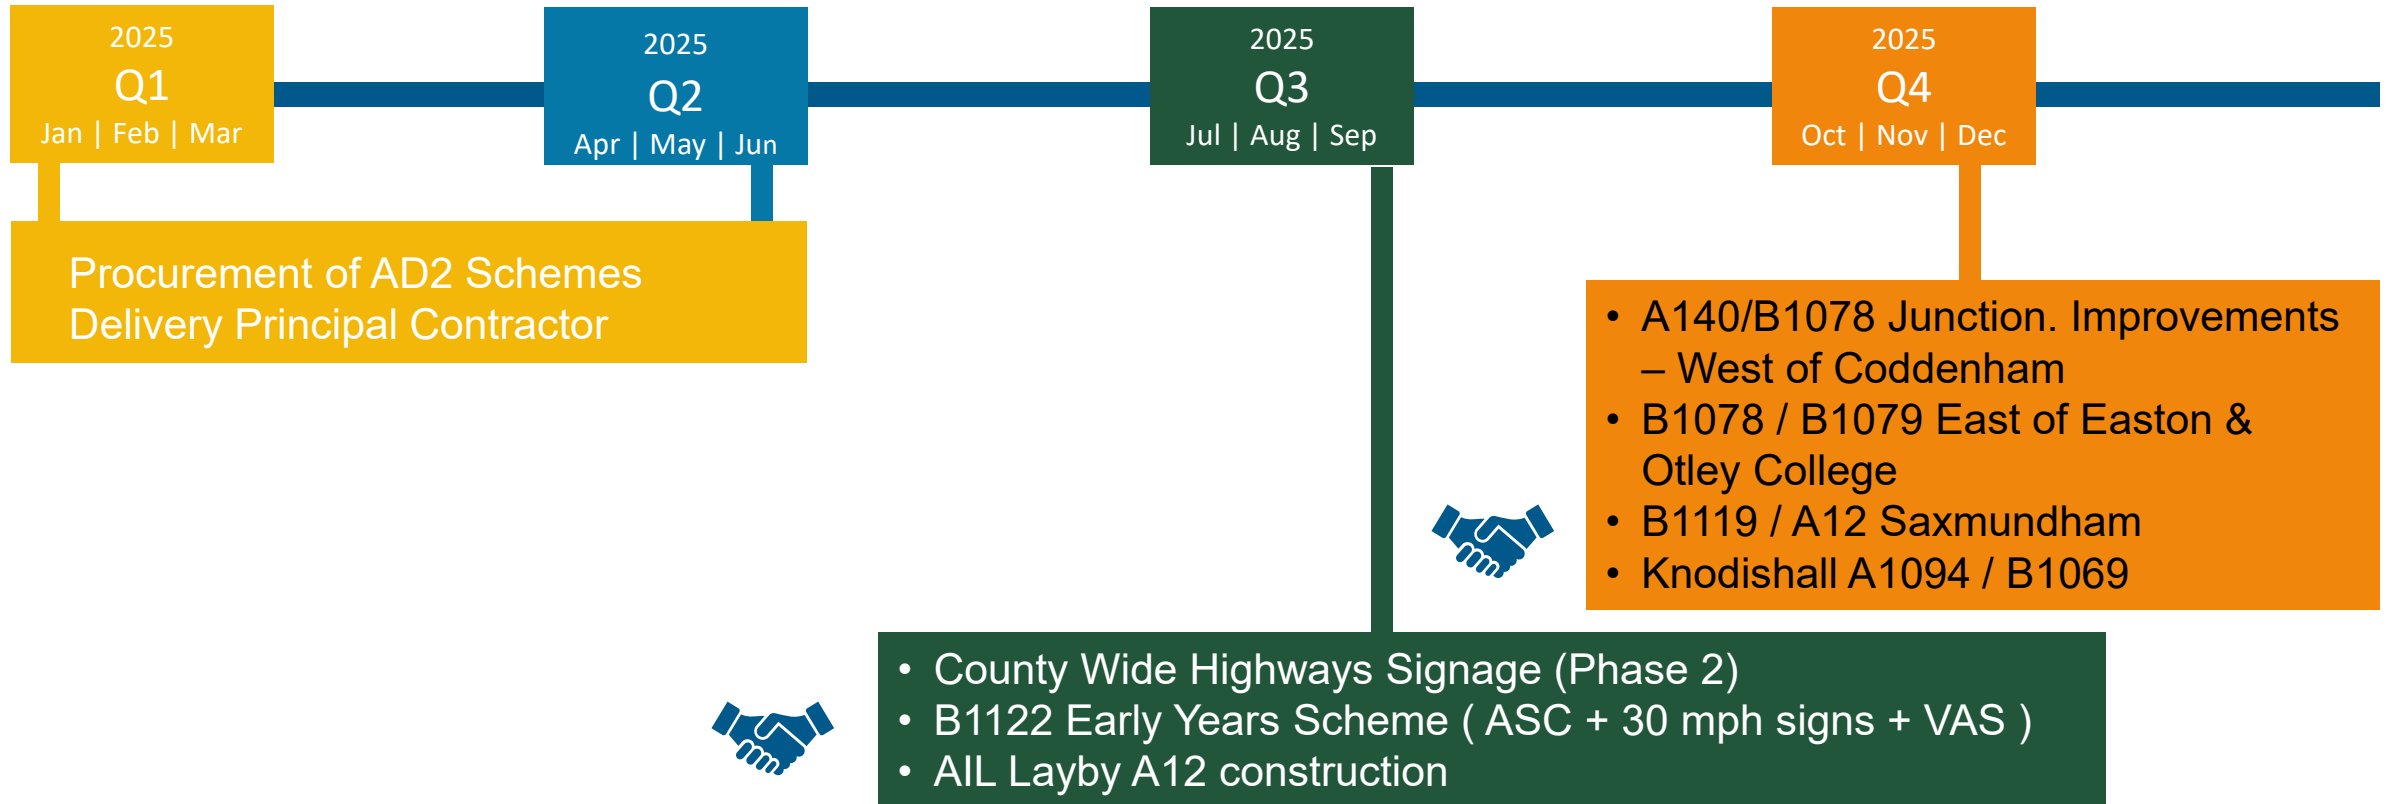 2025
Q1
Jan | Feb | Mar
2025
Q2
Apr | May | Jun
2025
Q3
Jul | Aug | Sep
2025
Q4
Oct | Nov | Dec
Procurement of AD2 Schemes
Delivery Principal Contractor
• A140/B1078 Junction. Improvements
– West of Coddenham
• B1078 / B1079 East of Easton &
Otley College
• B1119 / A12 Saxmundham
• Knodishall A1094 / B1069
• County Wide Highways Signage (Phase 2)
• B1122 Early Years Scheme ( ASC + 30 mph signs + VAS )
• AIL Layby A12 construction